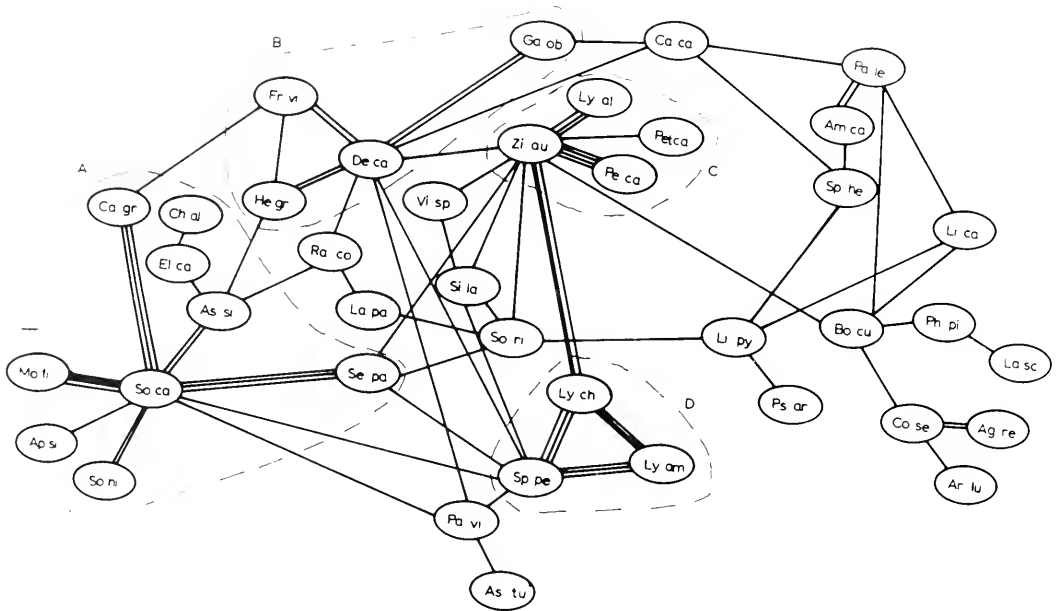 B
Ga ob
Ca ca
Pa le
Fr vi
Ly al
Am ca
Zi au
Pet ca
De ca
A
Pe ca
C
Sp he
He gr
Ca gr
Ch al
Vi sp
Li ca
Ra co
El ca
Si la
As si
La pa
So ni
Li py
Bo cu
Ph pi
La sc
Mo fi
So ca
Se pa
Ly ch
D
Ps ar
Co se
Ag re
Ap si
So ni
Sp pe
Ly am
Ar lu
Pa vi
As tu